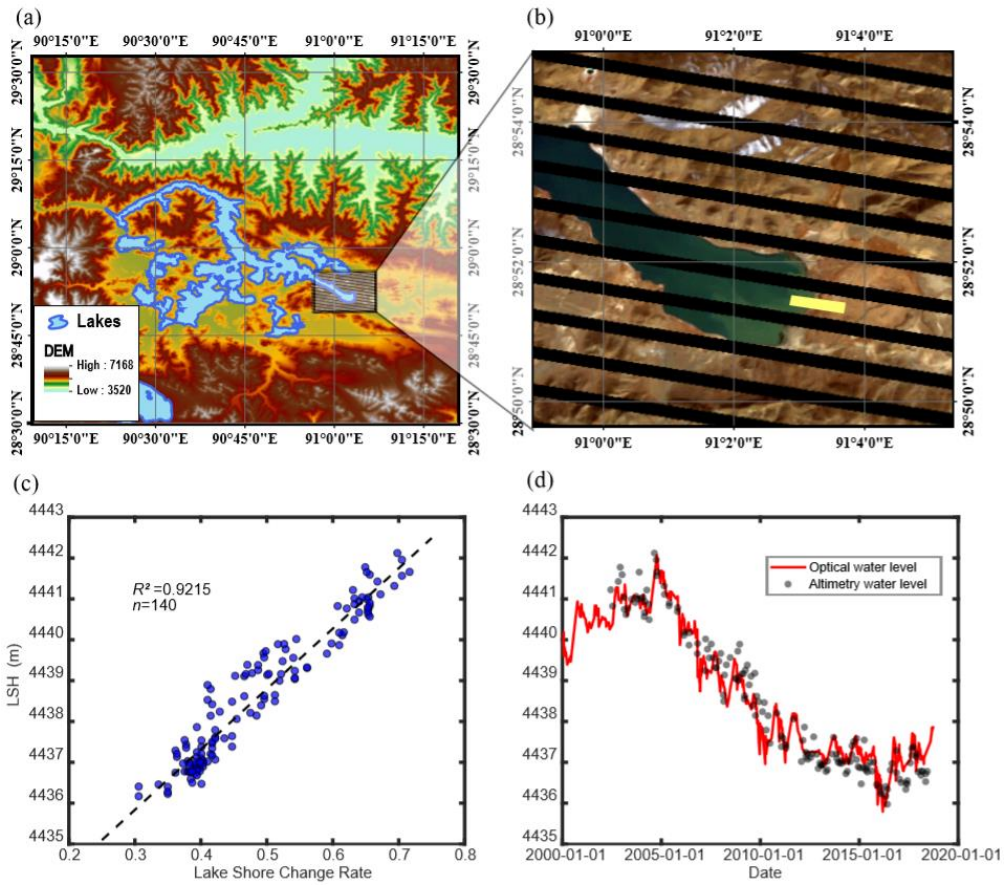 (a)
90°15'0"E 90°30'0"E 90°45'0"E 91°0'0"E 91°15'0"E
29°30'0"N
29°15'0"N
29°0'0"N
28°45'0"N
28°30'0"N
29°30'0"N
29°15'0"N
29°0'0"N
28°45'0"N
28°30'0"N
Lakes
DEM
High : 7168
Low : 3520
90°15'0"E 90°30'0"E 90°45'0"E 91°0'0"E 91°15'0"E
(b)
91°0'0"E 91°2'0"E 91°4'0"E
28°54'0"N
28°52'0"N
28°50'0"N
28°54'0"N
28°52'0"N
28°50'0"N
91°0'0"E 91°2'0"E 91°4'0"E
(c)
4443
4442
4441
4440
4439
4438
4437
4436
4435
LSH (m)
R² =0.9215
n=140
0.2 0.3 0.4 0.5 0.6 0.7 0.8
Lake Shore Change Rate
(d)
4443
4442
4441
4440
4439
4438
4437
4436
4435
Optical water level
Altimetry water level
2000-01-01 2005-01-01 2010-01-01 2015-01-01 2020-01-01
Date